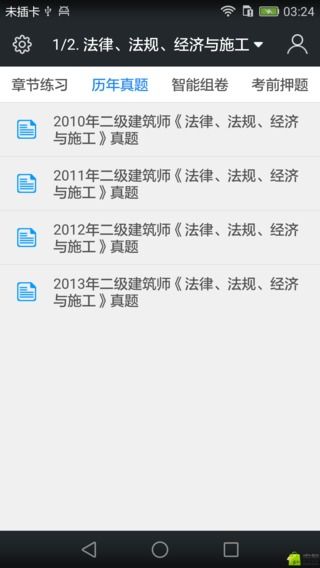 未插卡 03:24
1/2. 法律、法规、经济与施工
章节练习 历年真题 智能组卷 考前押题
2010年二级建筑师《法律、法规、经济
与施工》真题
2011年二级建筑师《法律、法规、经济
与施工》真题
2012年二级建筑师《法律、法规、经济
与施工》真题
2013年二级建筑师《法律、法规、经济
与施工》真题